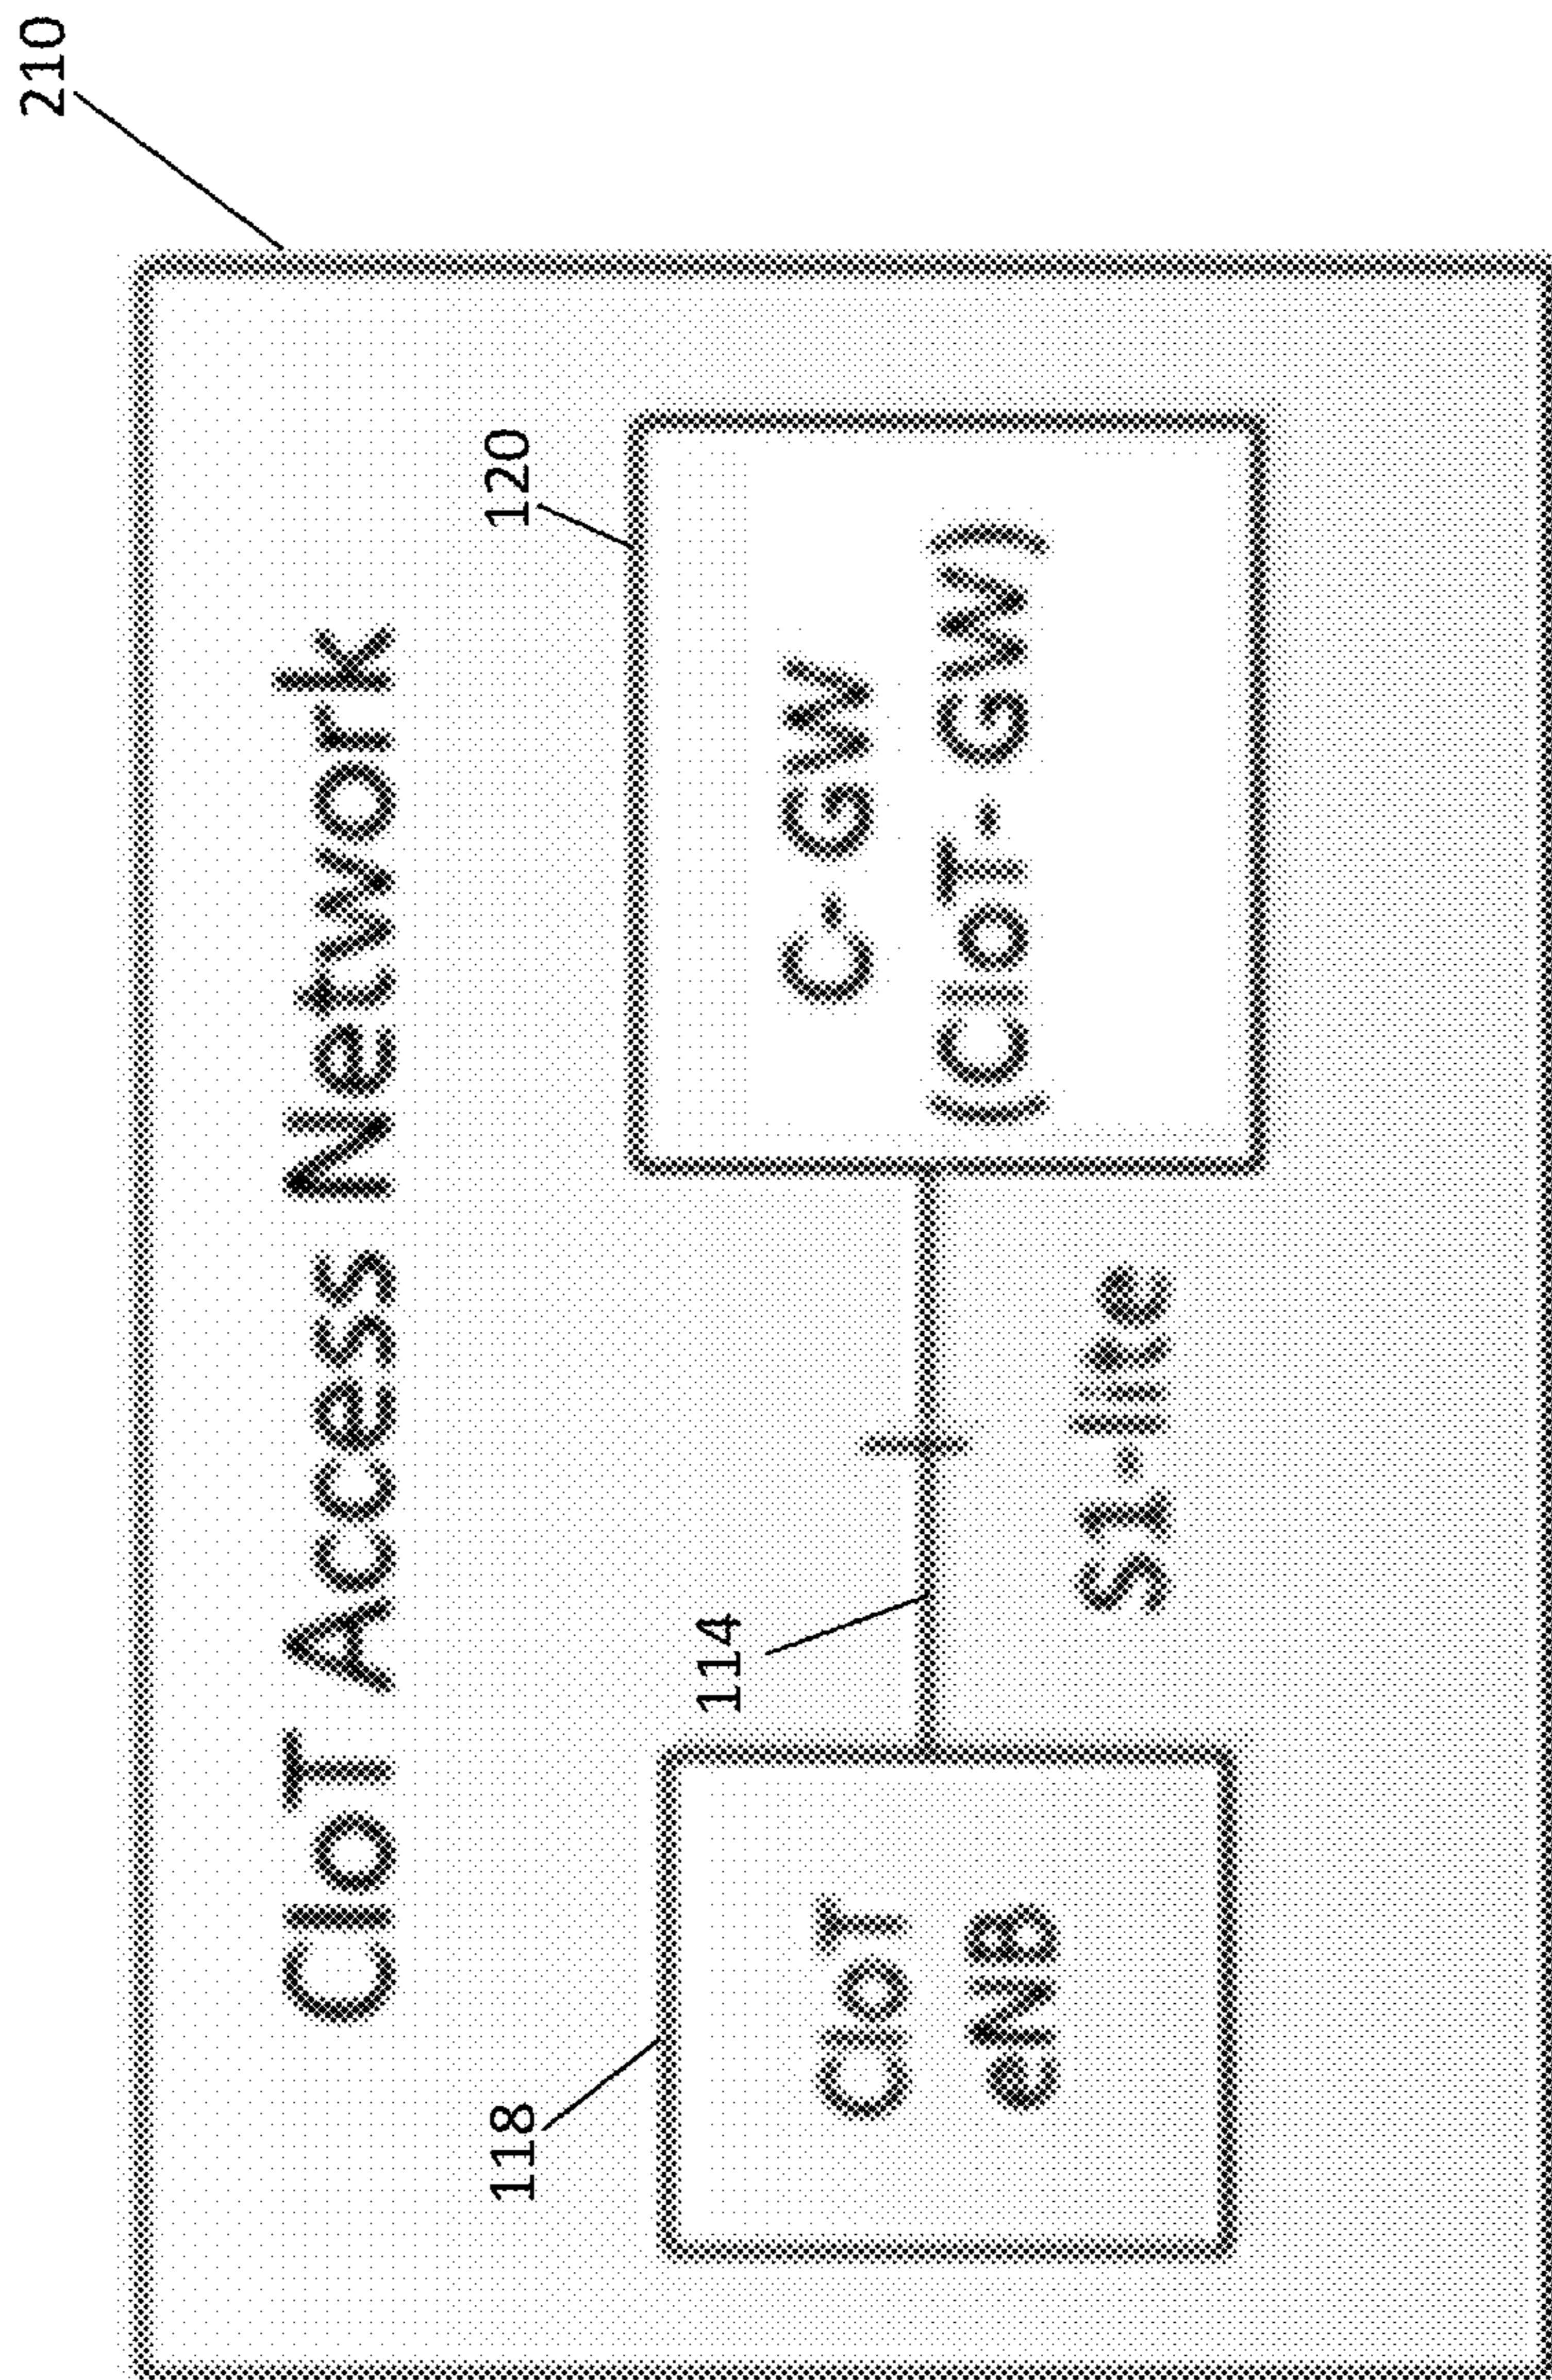 210
CIoT Access Network
118
120
114
CIoT
eNB
C- GW
(CIoT- GW)
S1-lite